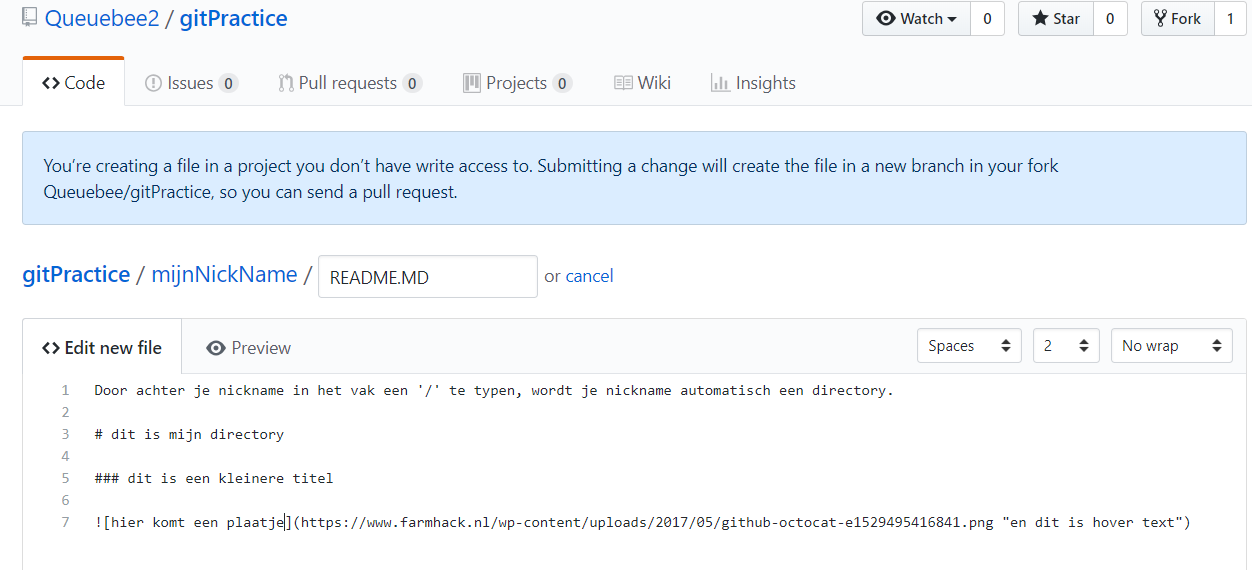 Queuebee2 / gitPractice
Watch 0 Star 0 Fork 1
<> Code Issues 0 Pull requests 0 Projects 0 Wiki Insights
You’re creating a file in a project you don’t have write access to. Submitting a change will create the file in a new branch in your fork
Queuebee/gitPractice, so you can send a pull request.
gitPractice / mijnNickName / README.MD or cancel
<> Edit new file Preview Spaces 2 No wrap
1 Door achter je nickname in het vak een '/' te typen, wordt je nickname automatisch een directory.
2
3 # dit is mijn directory
4
5 ### dit is een kleinere titel
6
7 ![hier komt een plaatje](https://www.farmhack.nl/wp-content/uploads/2017/05/github-octocat-e1529495416841.png "en dit is hover text")